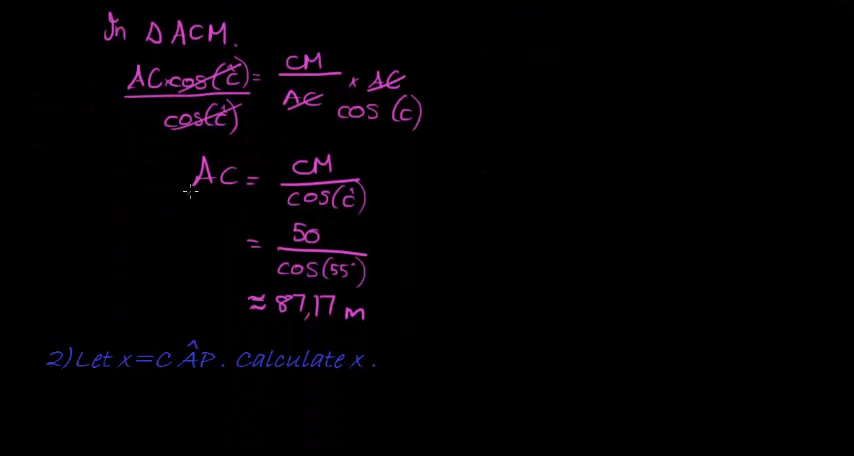 In Δ ACM.
AC×cos(ĉ) / cos(ĉ) = CM / AC × AC / cos(c)
AC = CM / cos(ĉ)
= 50 / cos(55°)
≈ 87,17 m
2) Let x = C Â P. Calculate x.